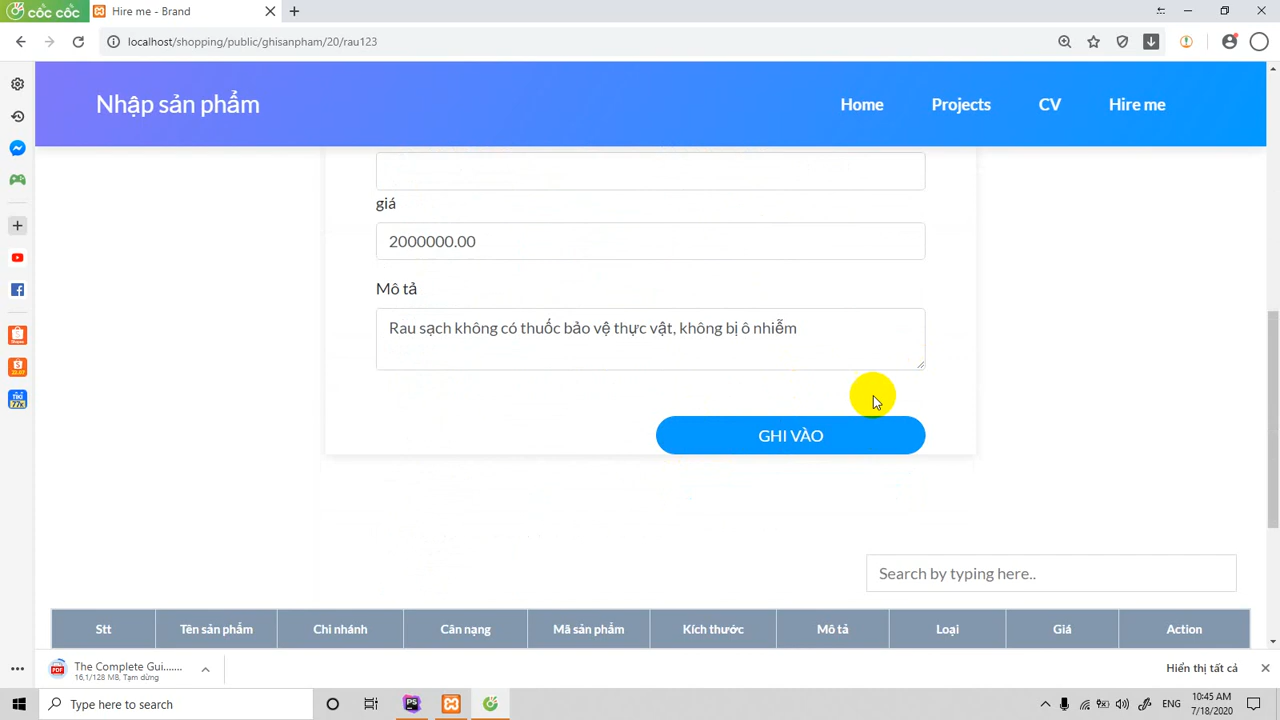 cốc cốc
Hire me - Brand
localhost/shopping/public/ghisanpham/20/rau123
Nhập sản phẩm
Home
Projects
CV
Hire me
giá
2000000.00
Mô tả
Rau sạch không có thuốc bảo vệ thực vật, không bị ô nhiễm
GHI VÀO
Search by typing here..
Stt
Tên sản phẩm
Chi nhánh
Cân nạng
Mã sản phẩm
Kích thước
Mô tả
Loại
Giá
Action
The Complete Gui.......
16,1/128 MB, Tạm dừng
Hiển thị tất cả
Type here to search
ENG
10:45 AM
7/18/2020